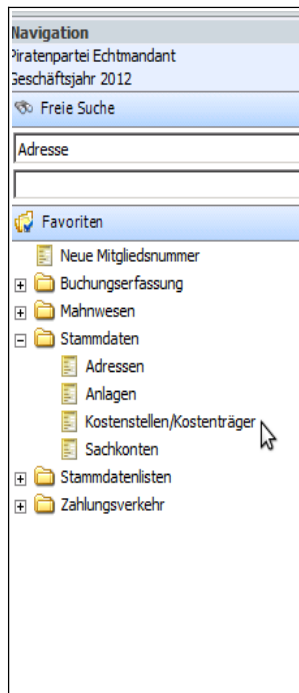 Navigation
Piratenpartei Echtmandant
Geschäftsjahr 2012
Freie Suche
Adresse
Favoriten
Neue Mitgliedsnummer
Buchungserfassung
Mahnwesen
Stammdaten
Adressen
Anlagen
Kostenstellen/Kostenträger
Sachkonten
Stammdatenlisten
Zahlungsverkehr